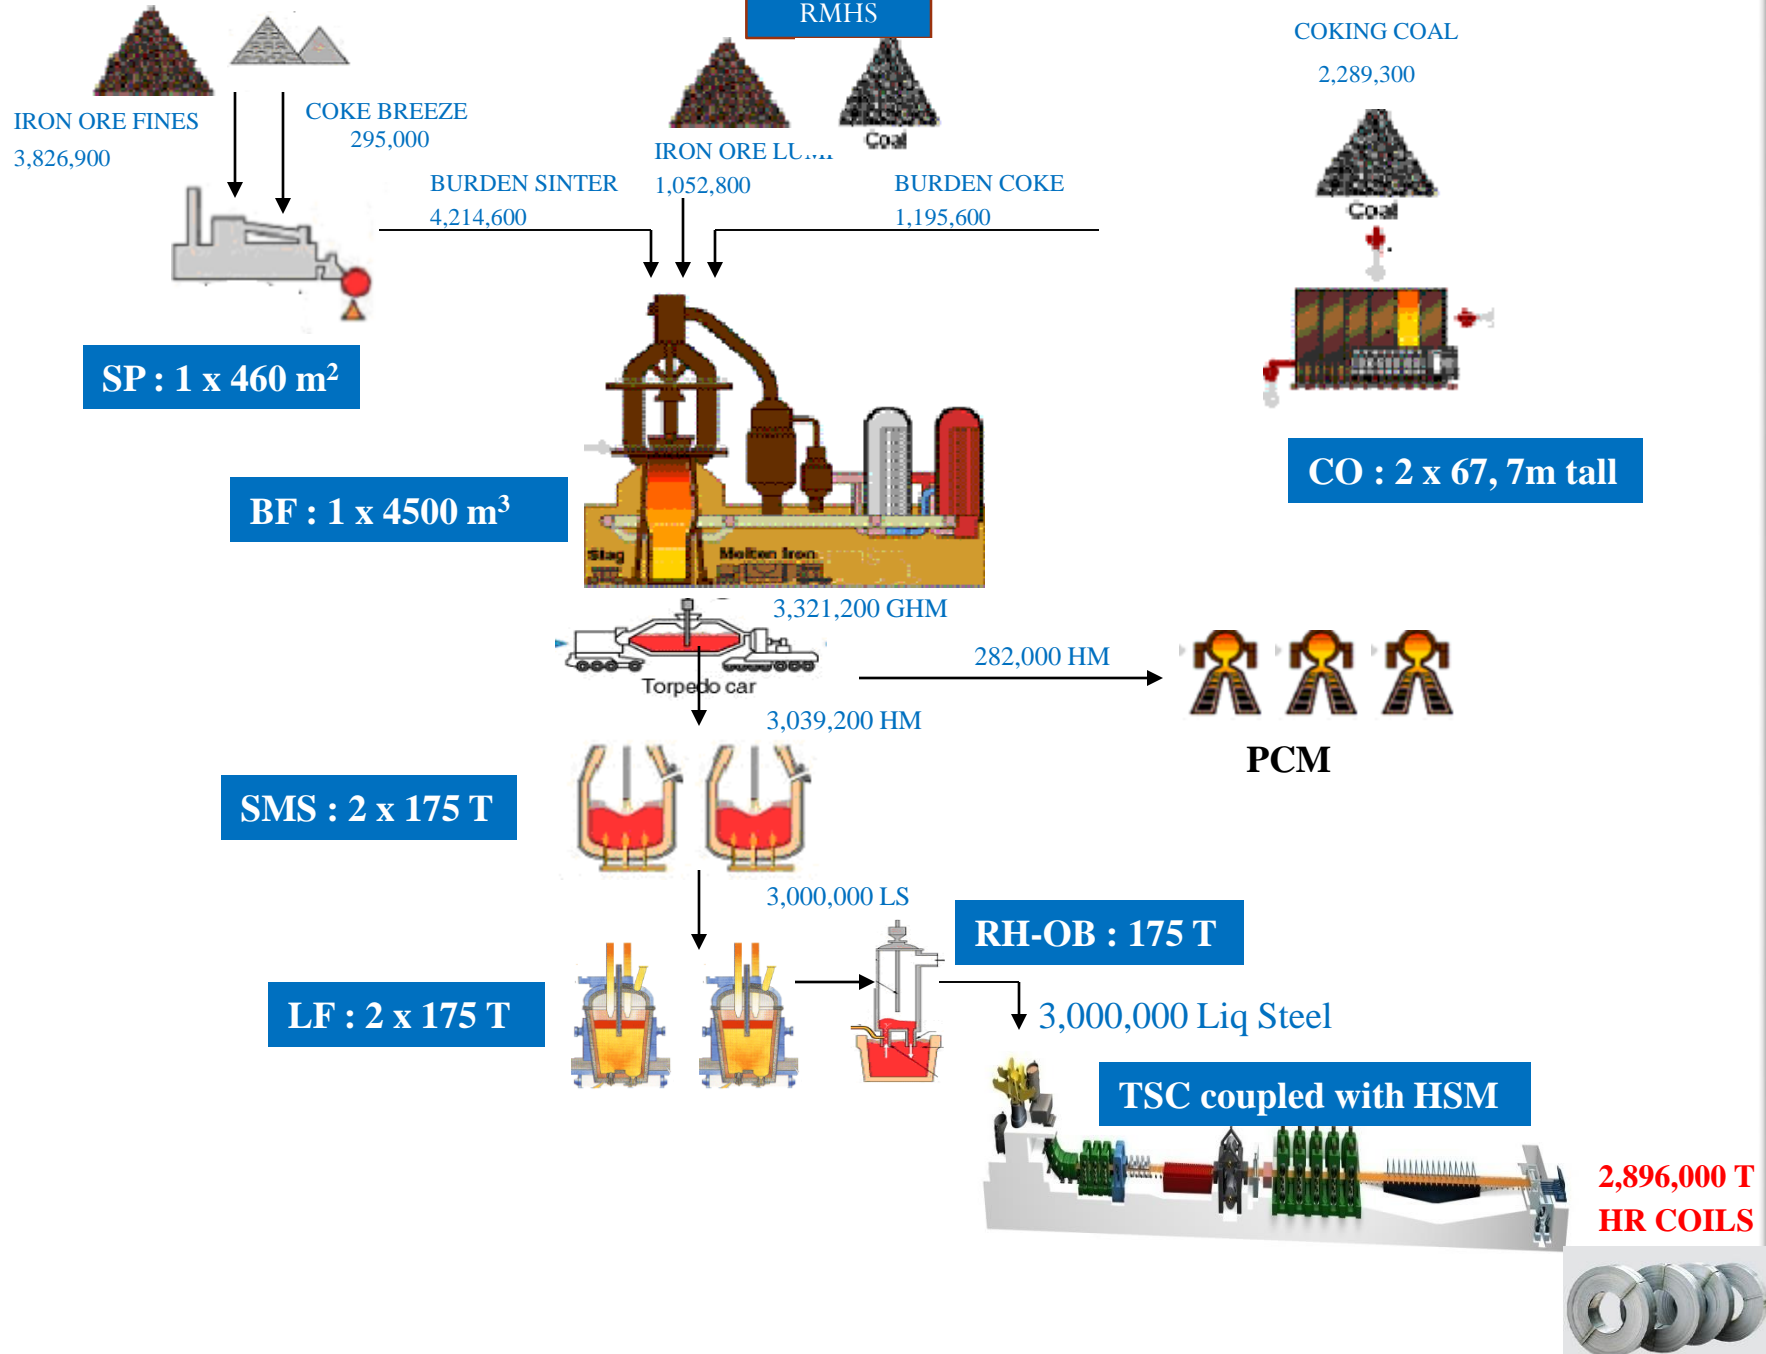 RMHS
COKING COAL
2,289,300
IRON ORE FINES
3,826,900
COKE BREEZE
295,000
IRON ORE
1,052,800
Coal
BURDEN SINTER
4,214,600
BURDEN COKE
1,195,600
Coal
SP : 1 x 460 m²
BF : 1 x 4500 m³
CO : 2 x 67, 7m tall
Slag
Molten Iron
3,321,200 GHM
Torpedo car
282,000 HM
3,039,200 HM
PCM
SMS : 2 x 175 T
3,000,000 LS
RH-OB : 175 T
LF : 2 x 175 T
3,000,000 Liq Steel
TSC coupled with HSM
2,896,000 T
HR COILS